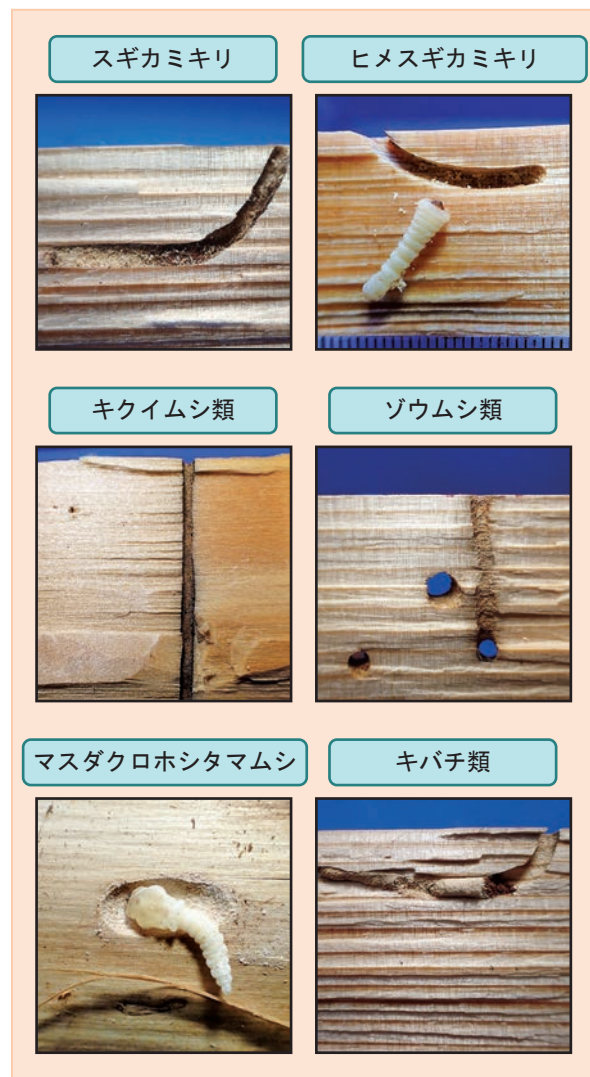 スギカミキリ
ヒメスギカミキリ
キクイムシ類
ゾウムシ類
マスダクロホシタマムシ
キバチ類